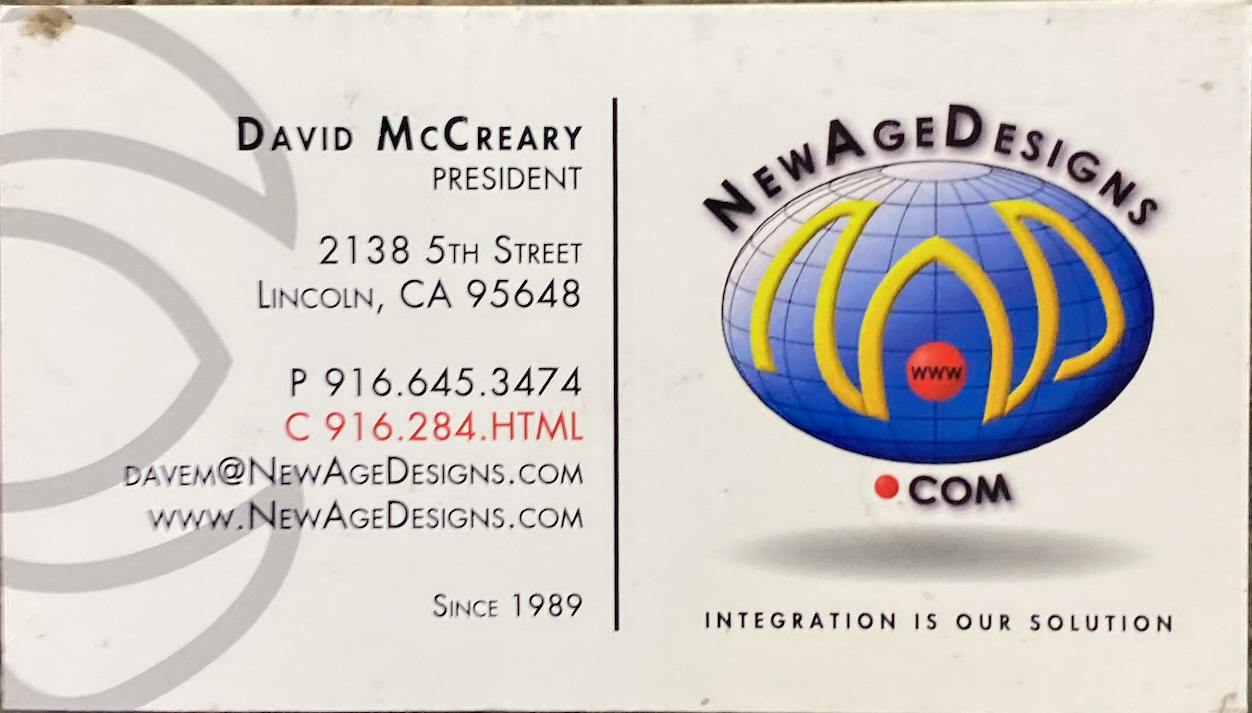 David McCreary
PRESIDENT
2138 5th Street
Lincoln, CA 95648
P 916.645.3474
C 916.284.HTML
davem@NewAgeDesigns.com
www.NewAgeDesigns.com
Since 1989
NewAgeDesigns
NAD
www
.COM
INTEGRATION IS OUR SOLUTION